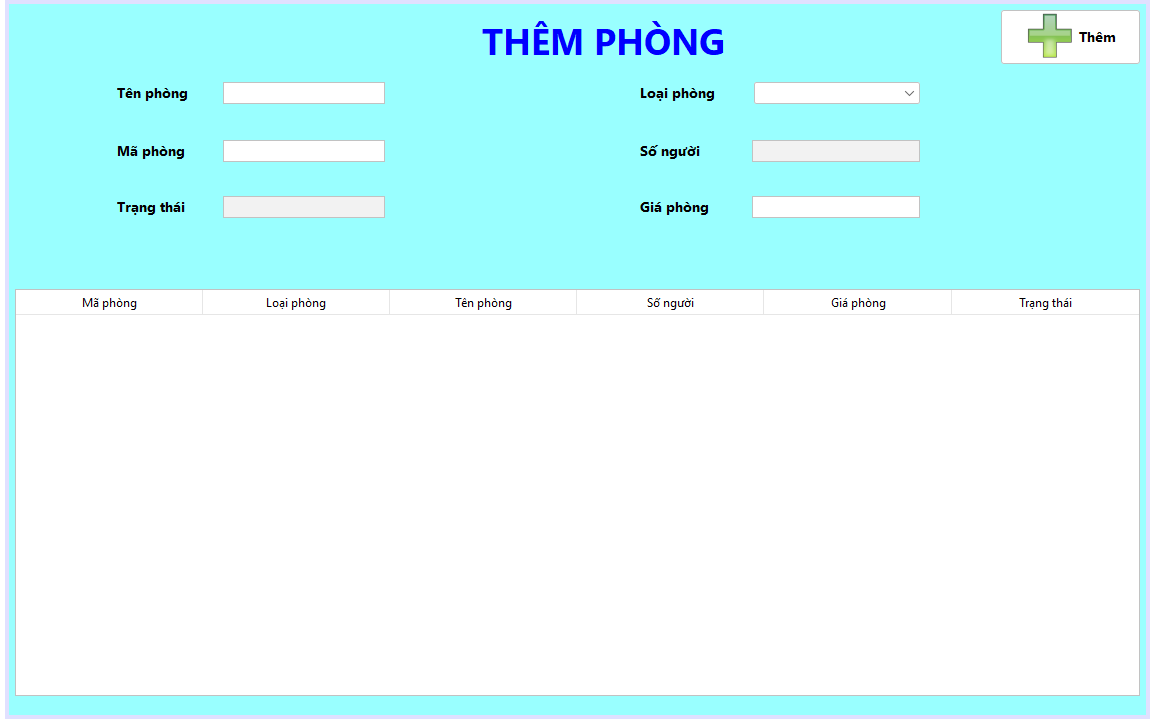 THÊM PHÒNG
Thêm
Tên phòng
Loại phòng
Mã phòng
Số người
Trạng thái
Giá phòng
Mã phòng Loại phòng Tên phòng Số người Giá phòng Trạng thái